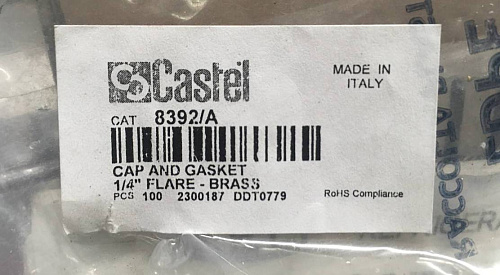 Castel
MADE IN
ITALY
CAT 8392/A
CAP AND GASKET
1/4" FLARE - BRASS
PCS 100 2300187 DDT0779
RoHS Compliance